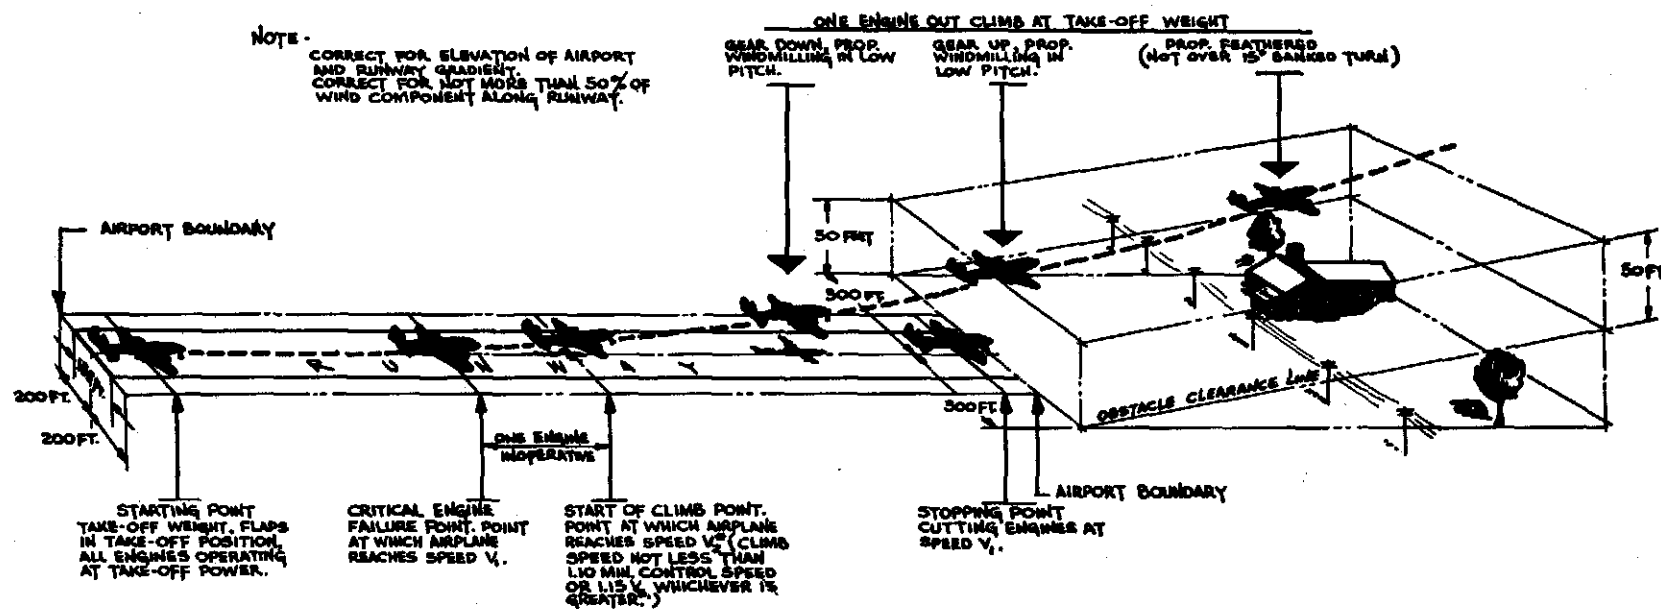 ONE ENGINE OUT CLIMB AT TAKE-OFF WEIGHT
NOTE -
CORRECT FOR ELEVATION OF AIRPORT
AND RUNWAY GRADIENT.
CORRECT FOR NOT MORE THAN 50% OF
WIND COMPONENT ALONG RUNWAY.
GEAR DOWN, PROP.
WINDMILLING IN LOW
PITCH.
GEAR UP, PROP.
WINDMILLING IN
LOW PITCH.
PROP. FEATHERED
(NOT OVER 15° BANKED TURN)
AIRPORT BOUNDARY
50 FEET
300 FT.
50 FT
RUNWAY
200 FT.
200 FT.
300 FT.
OBSTACLE CLEARANCE LINE
ONE ENGINE
INOPERATIVE
AIRPORT BOUNDARY
STARTING POINT
TAKE-OFF WEIGHT, FLAPS
IN TAKE-OFF POSITION,
ALL ENGINES OPERATING
AT TAKE-OFF POWER.
CRITICAL ENGINE
FAILURE POINT. POINT
AT WHICH AIRPLANE
REACHES SPEED V₁.
START OF CLIMB POINT.
POINT AT WHICH AIRPLANE
REACHES SPEED V₂* (CLIMB
SPEED NOT LESS THAN
1.10 MIN. CONTROL SPEED
OR 1.15 WHICHEVER IS
GREATER.)
STOPPING POINT
CUTTING ENGINES AT
SPEED V₁.